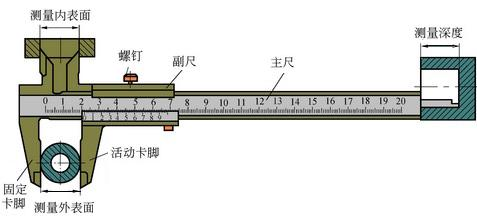 测量内表面
测量深度
螺钉
副尺
主尺
0 1 2 3 4 5 6 7 8 9 10 11 12 13 14 15 16 17 18 19 20
0 1 2 3 4 5 6 7 8 9
固定
卡脚
活动卡脚
测量外表面